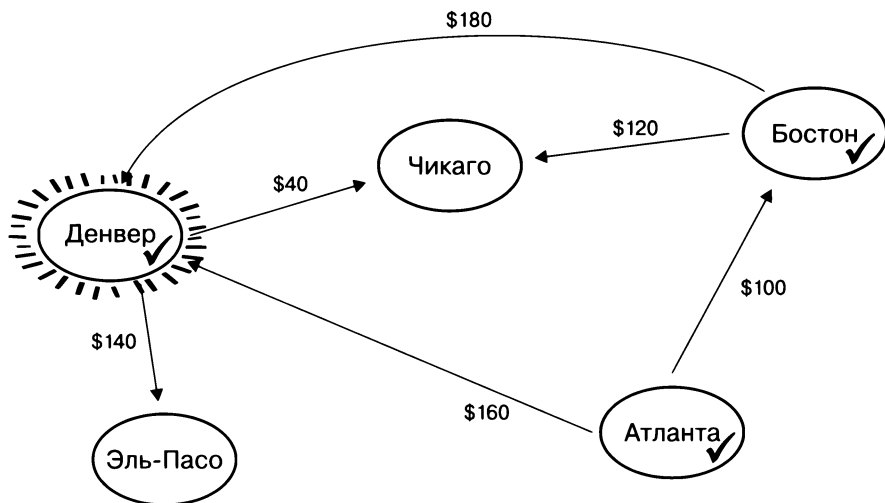 $180
Бостон
$120
Чикаго
$40
Денвер
$100
$140
$160
Атланта
Эль-Пасо